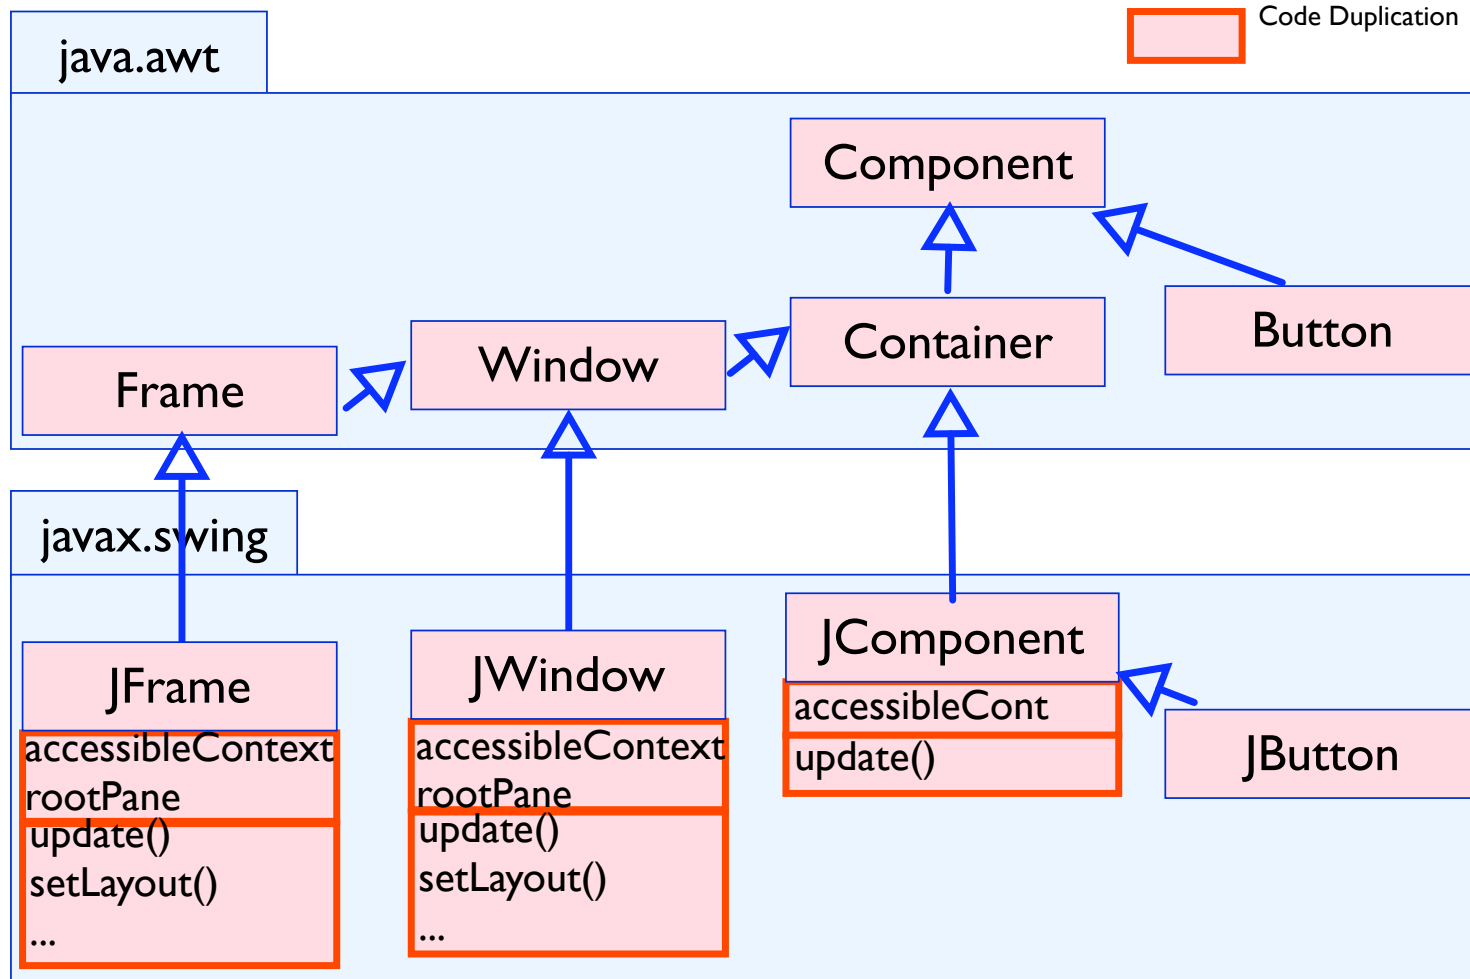 Code Duplication
java.awt
Component
Container
Button
Window
Frame
javax.swing
JFrame
accessibleContext
rootPane
update()
setLayout()
...
JWindow
accessibleContext
rootPane
update()
setLayout()
...
JComponent
accessibleCont
update()
JButton